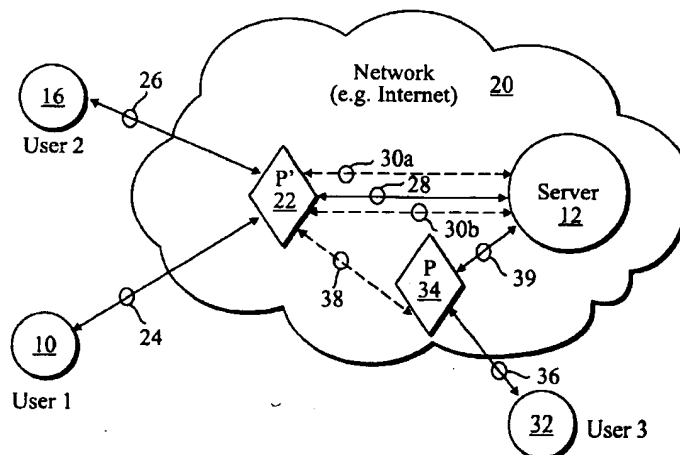 Network
(e.g. Internet)
20
16
26
User 2
30a
P'
22
28
Server
12
30b
39
P
34
38
24
10
User 1
36
32
User 3